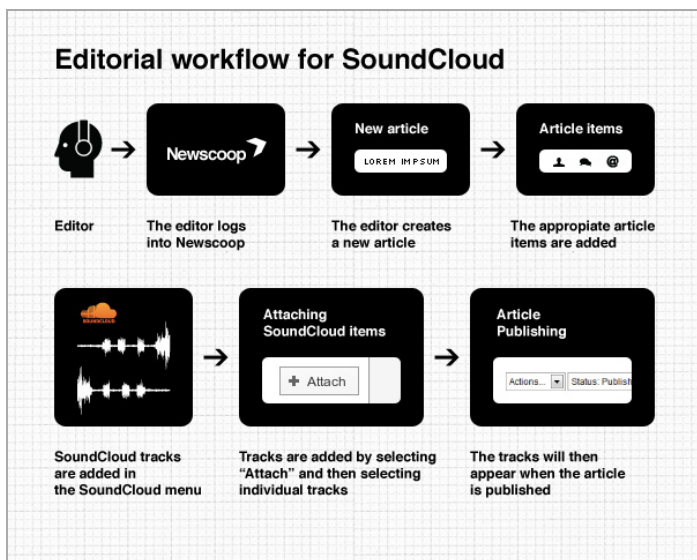 Editorial workflow for SoundCloud
Newscoop
New article
LOREM IMPSUM
Article items
@
Editor
The editor logs
into Newscoop
The editor creates
a new article
The appropiate article
items are added
SOUNDCLOUD
Attaching
SoundCloud items
+ Attach
Article
Publishing
Actions... Status: Publish
SoundCloud tracks
are added in
the SoundCloud menu
Tracks are added by selecting
“Attach” and then selecting
individual tracks
The tracks will then
appear when the article
is published